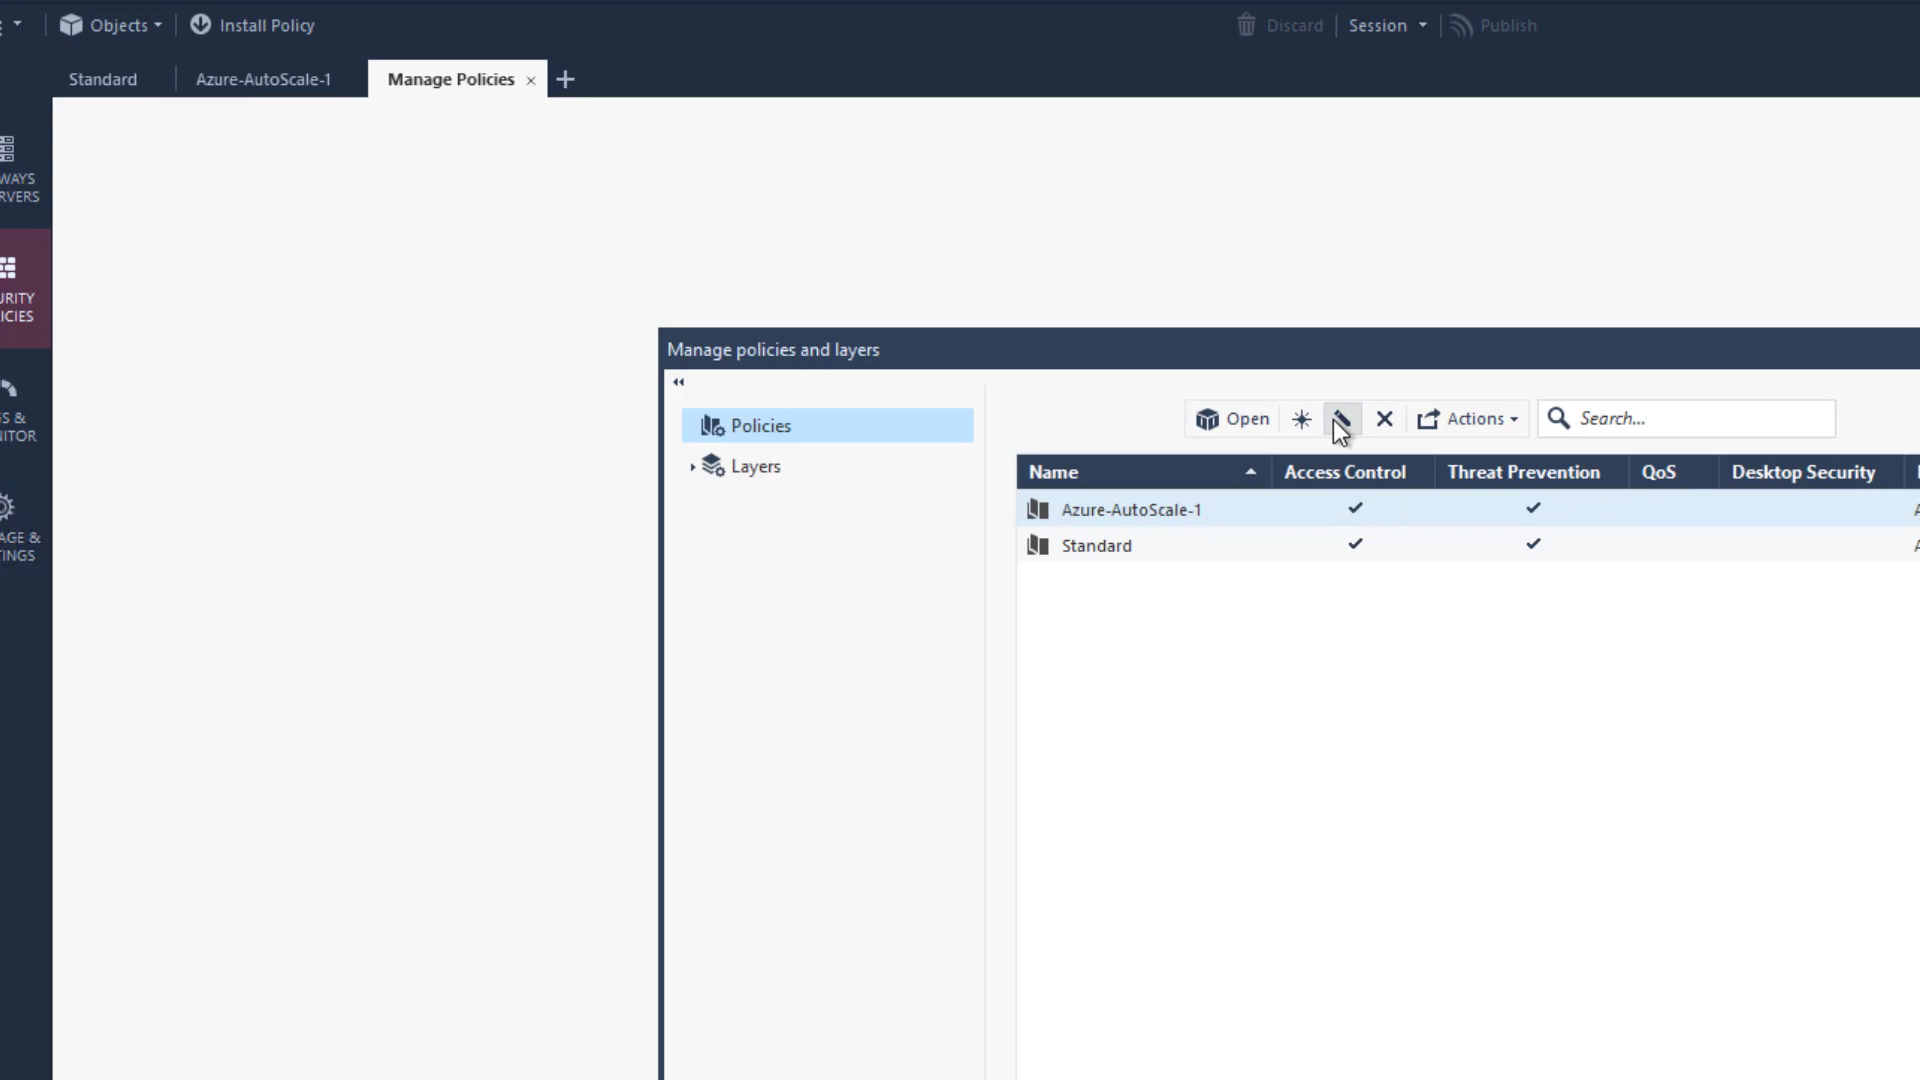 Objects
Install Policy
Discard
Session
Publish
Standard
Azure-AutoScale-1
Manage Policies
WAYS
RVERS
URITY
ICIES
S &
NITOR
AGE &
TINGS
Manage policies and layers
Policies
Layers
Open
Actions
Search...
Name
Access Control
Threat Prevention
QoS
Desktop Security
Azure-AutoScale-1
Standard